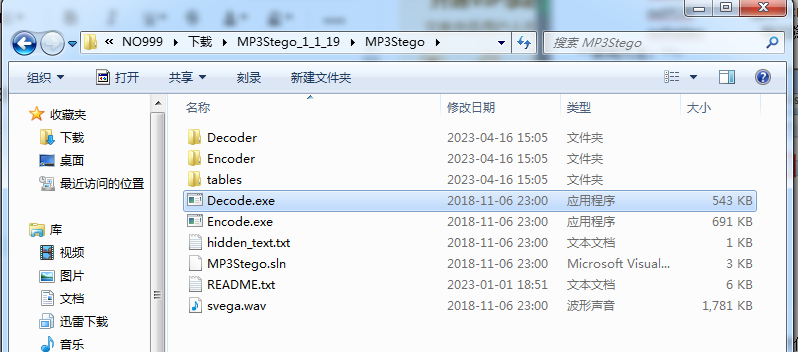 « NO999 ▸ 下载 ▸ MP3Stego_1_1_19 ▸ MP3Stego ▸ 搜索 MP3Stego
组织 打开 共享 刻录 新建文件夹
名称 修改日期 类型 大小
收藏夹
下载
桌面
最近访问的位置
库
视频
图片
文档
迅雷下载
音乐
Decoder 2023-04-16 15:05 文件夹
Encoder 2023-04-16 15:05 文件夹
tables 2023-04-16 15:05 文件夹
Decode.exe 2018-11-06 23:00 应用程序 543 KB
Encode.exe 2018-11-06 23:00 应用程序 691 KB
hidden_text.txt 2018-11-06 23:00 文本文档 1 KB
MP3Stego.sln 2018-11-06 23:00 Microsoft Visual... 3 KB
README.txt 2023-01-01 18:51 文本文档 6 KB
svega.wav 2018-11-06 23:00 波形声音 1,781 KB